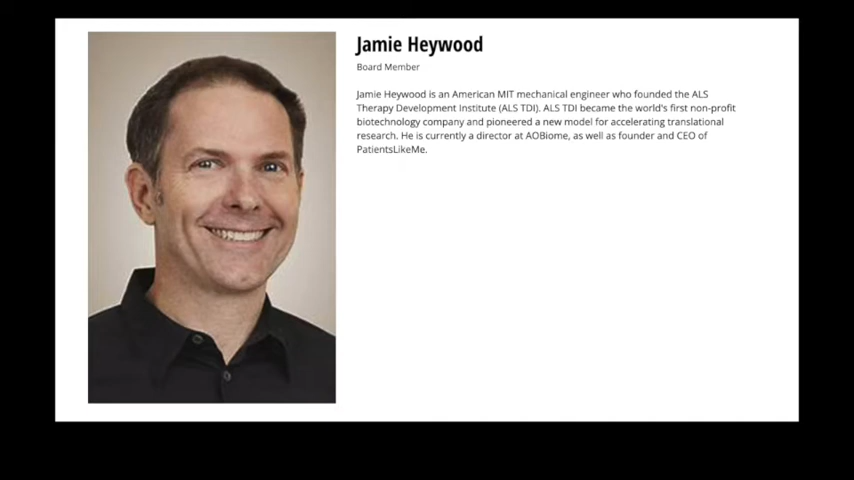 Jamie Heywood
Board Member
Jamie Heywood is an American MIT mechanical engineer who founded the ALS
Therapy Development Institute (ALS TDI). ALS TDI became the world's first non-profit
biotechnology company and pioneered a new model for accelerating translational
research. He is currently a director at AOBiome, as well as founder and CEO of
PatientsLikeMe.